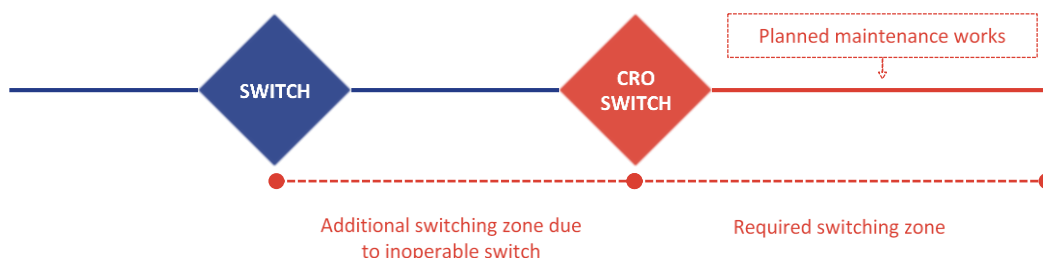 Planned maintenance works
SWITCH
CRO
SWITCH
Additional switching zone due
to inoperable switch
Required switching zone